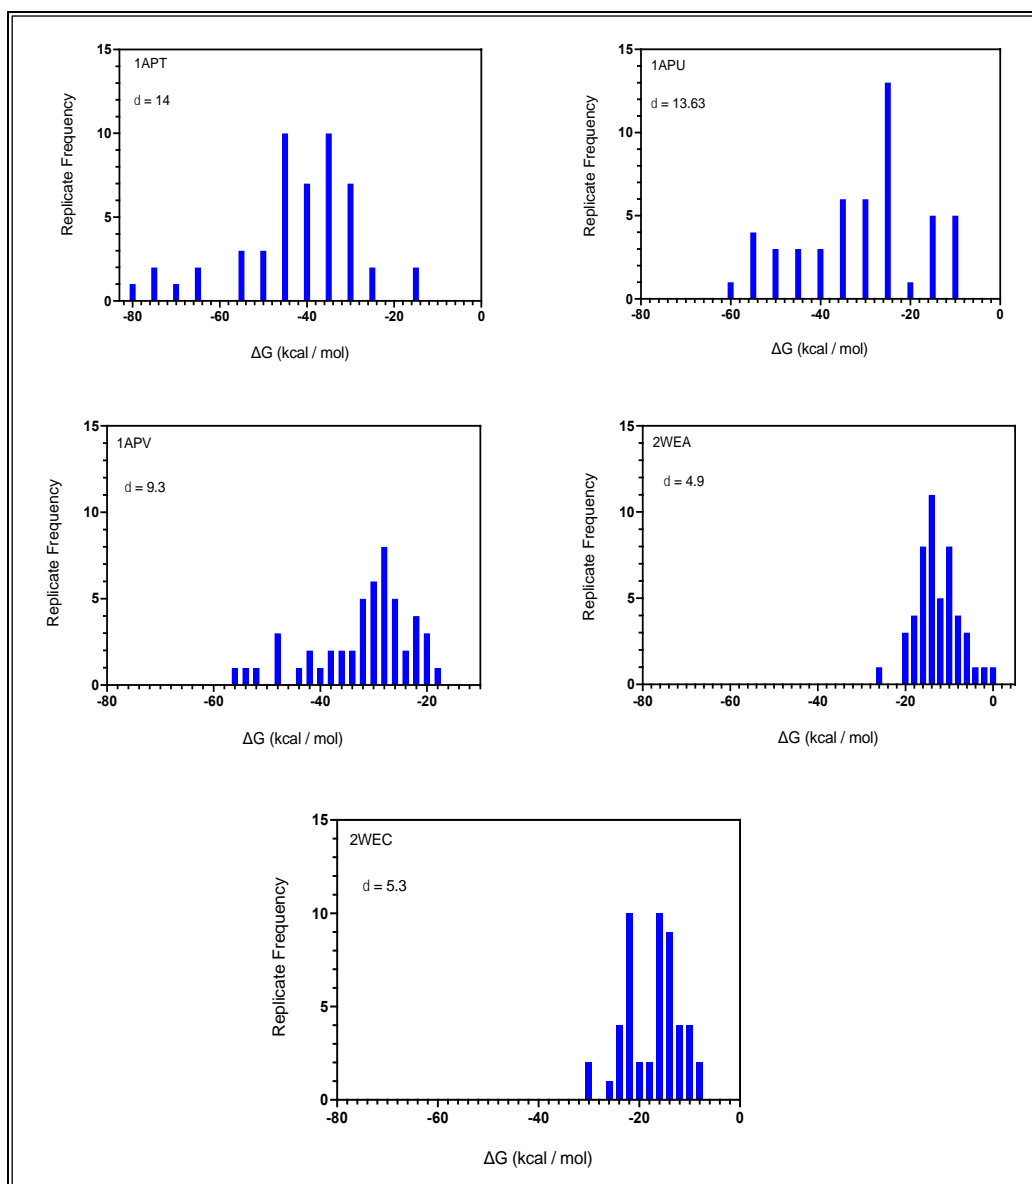 15
1APT
d = 14
10
5
0
-80
-60
-40
-20
0
Replicate Frequency
ΔG (kcal / mol)
15
1APU
d = 13.63
10
5
0
-80
-60
-40
-20
0
Replicate Frequency
ΔG (kcal / mol)
15
1APV
d = 9.3
10
5
0
-80
-60
-40
-20
Replicate Frequency
ΔG (kcal / mol)
15
2WEA
d = 4.9
10
5
0
-80
-60
-40
-20
0
Replicate Frequency
ΔG (kcal / mol)
15
2WEC
d = 5.3
10
5
0
-80
-60
-40
-20
0
Replicate Frequency
ΔG (kcal / mol)